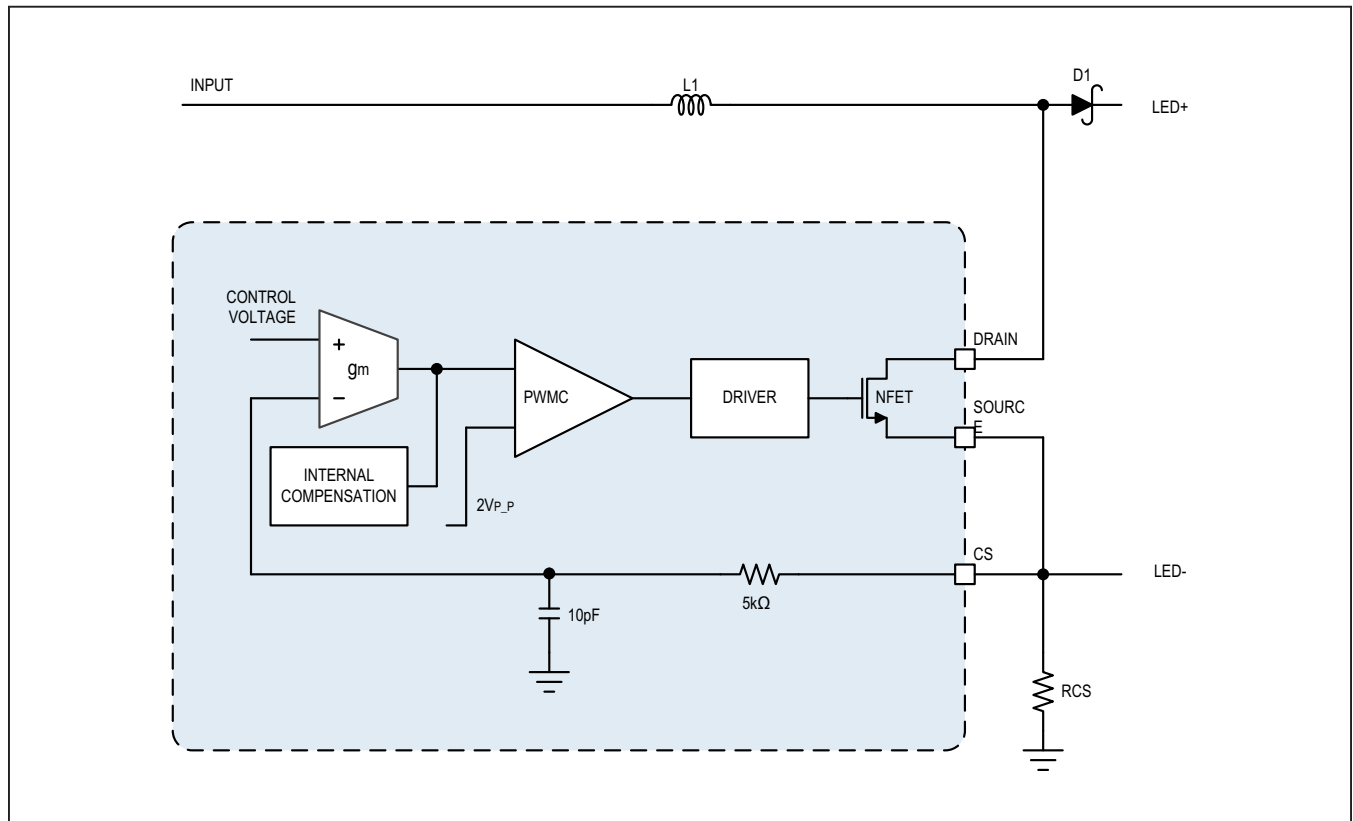 INPUT
L1
D1
LED+
CONTROL
VOLTAGE
+
gm
−
PWMC
DRIVER
NFET
DRAIN
SOURC
E
INTERNAL
COMPENSATION
2VP_P
CS
LED-
5kΩ
10pF
RCS